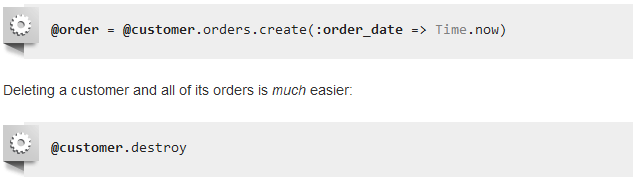 @order = @customer.orders.create(:order_date => Time.now)
Deleting a customer and all of its orders is much easier:
@customer.destroy